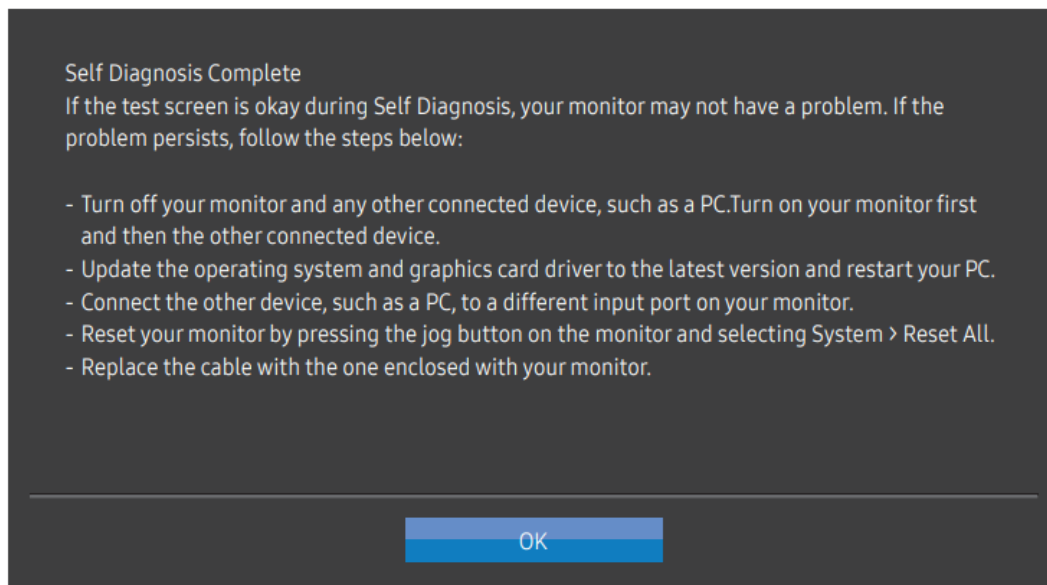 Self Diagnosis Complete
If the test screen is okay during Self Diagnosis, your monitor may not have a problem. If the
problem persists, follow the steps below:
- Turn off your monitor and any other connected device, such as a PC.Turn on your monitor first
and then the other connected device.
- Update the operating system and graphics card driver to the latest version and restart your PC.
- Connect the other device, such as a PC, to a different input port on your monitor.
- Reset your monitor by pressing the jog button on the monitor and selecting System > Reset All.
- Replace the cable with the one enclosed with your monitor.
OK